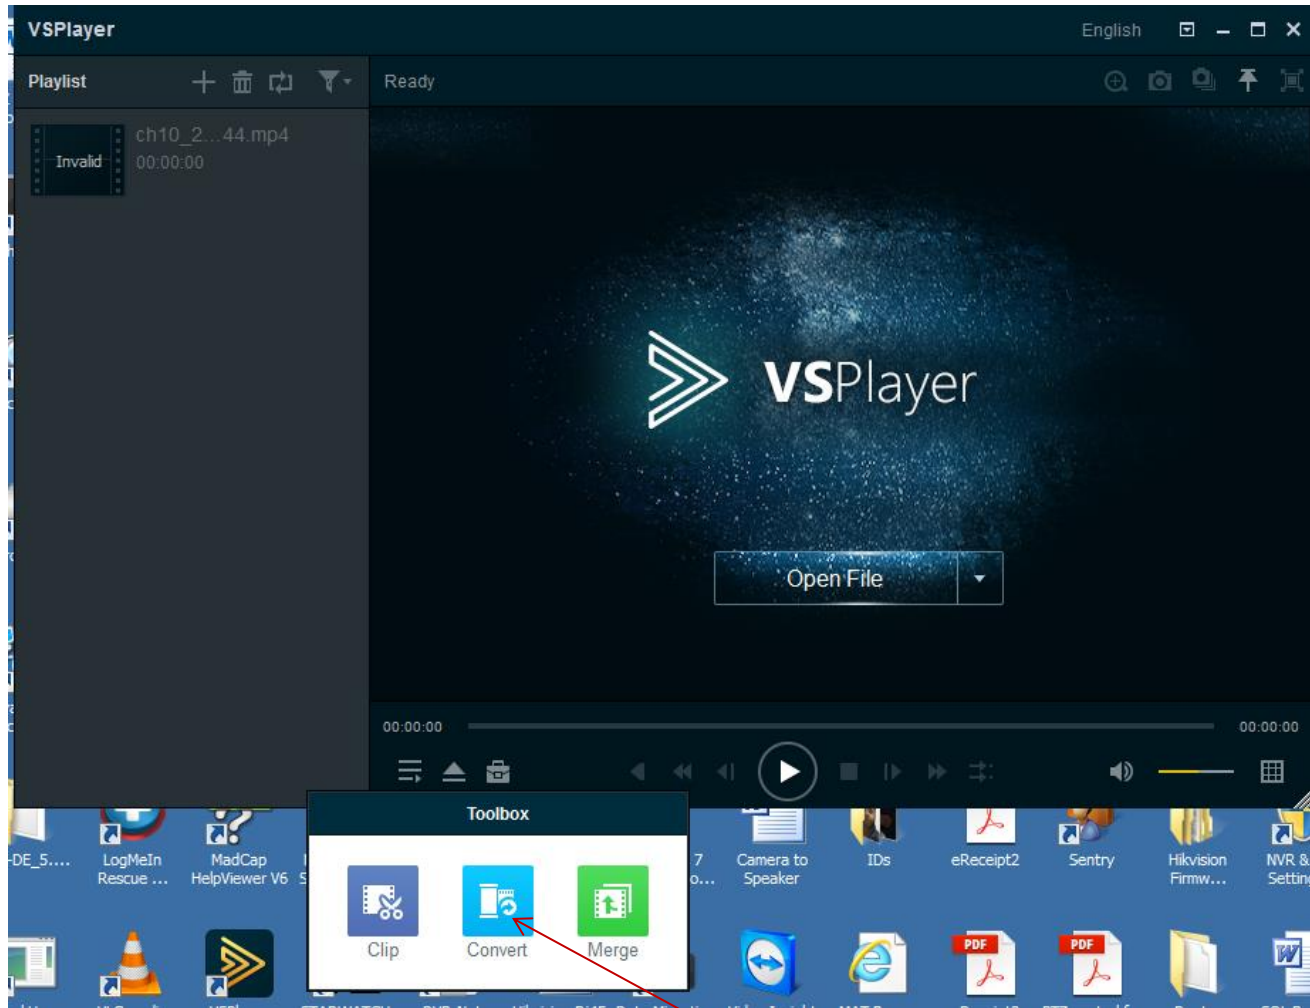 VSPlayer
English
Playlist
Ready
ch10_2...44.mp4
Invalid
00:00:00
VSPlayer
Open File
00:00:00
00:00:00
Toolbox
Clip
Convert
Merge
-DE_5....
LogMeIn
Rescue ...
MadCap
HelpViewer V6
7
Camera to
Speaker
IDs
eReceipt2
Sentry
Hikvision
Firmw...
NVR &
PDF
PDF